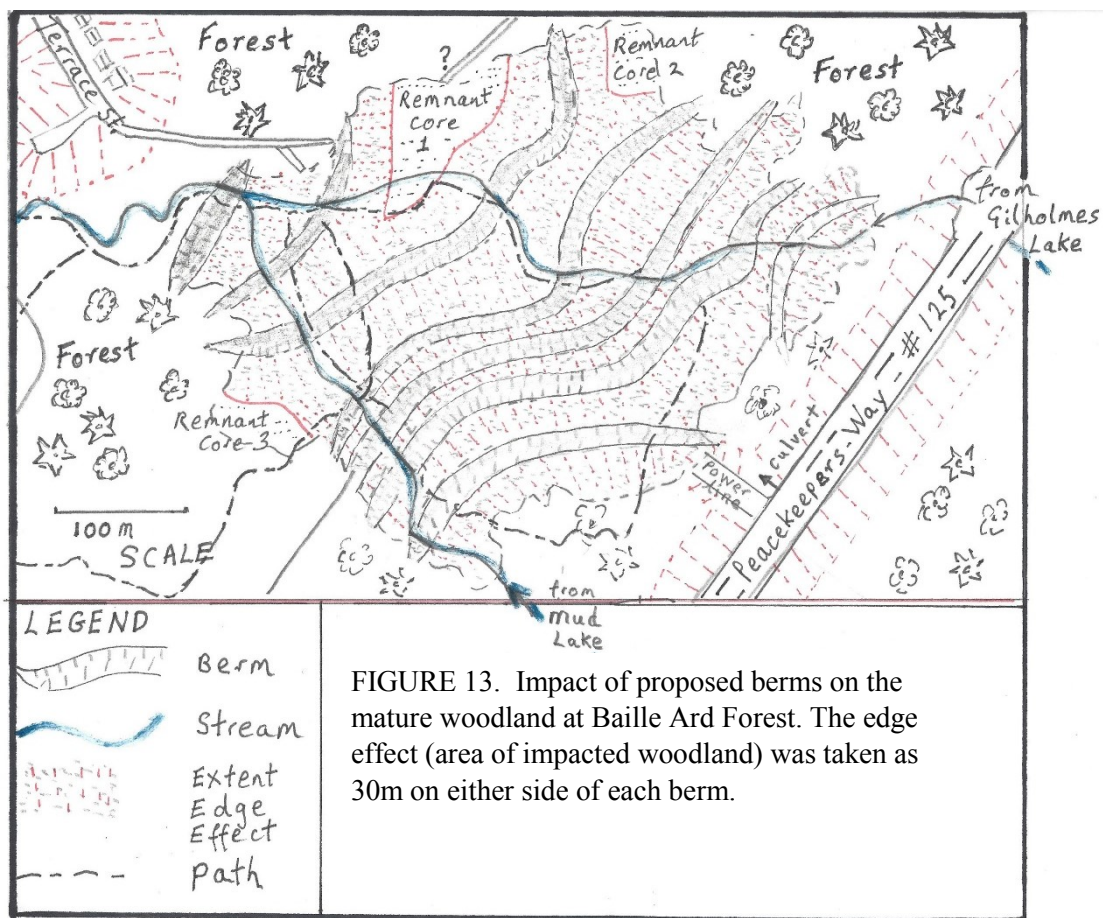 Forest
Terrace St.
?
Remnant
Core
1
Remnant
Core 2
Forest
from
Gilholmes
Lake
Forest
Remnant
Core-3
100 m
SCALE
Power
Line
culvert
Peacekeepers-Way-#125
from
Mud
Lake
LEGEND
Berm
Stream
Extent
Edge
Effect
Path
FIGURE 13. Impact of proposed berms on the
mature woodland at Baille Ard Forest. The edge
effect (area of impacted woodland) was taken as
30m on either side of each berm.